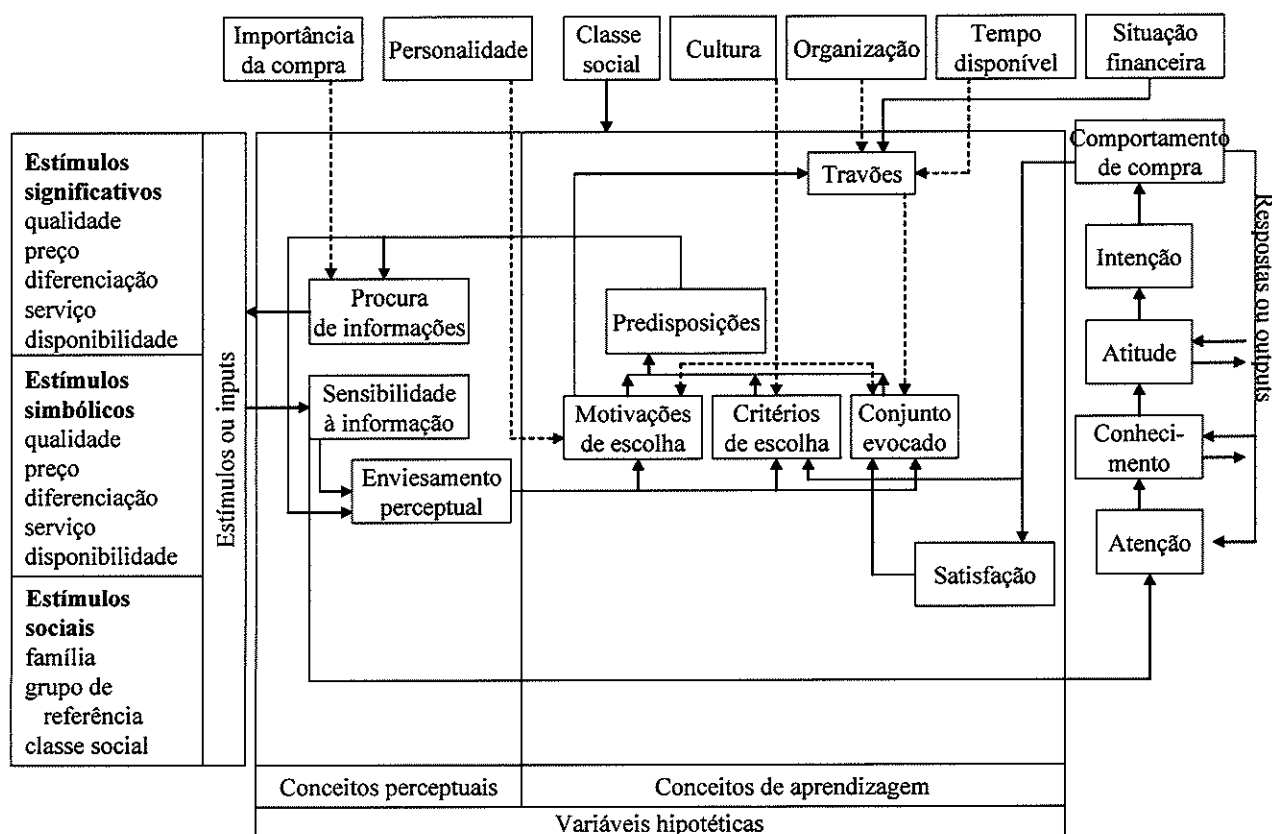 Importância
da compra
Personalidade
Classe
social
Cultura
Organização
Tempo
disponível
Situação
financeira
Estímulos
significativos
qualidade
preço
diferenciação
serviço
disponibilidade
Estímulos
simbólicos
qualidade
preço
diferenciação
serviço
disponibilidade
Estímulos
sociais
família
grupo de
referência
classe social
Estímulos ou inputs
Procura
de informações
Sensibilidade
à informação
Enviesamento
perceptual
Travões
Predisposições
Motivações
de escolha
Critérios
de escolha
Conjunto
evocado
Satisfação
Comportamento
de compra
Intenção
Atitude
Conheci-
mento
Atenção
Respostas ou outputs
Conceitos perceptuais
Conceitos de aprendizagem
Variáveis hipotéticas